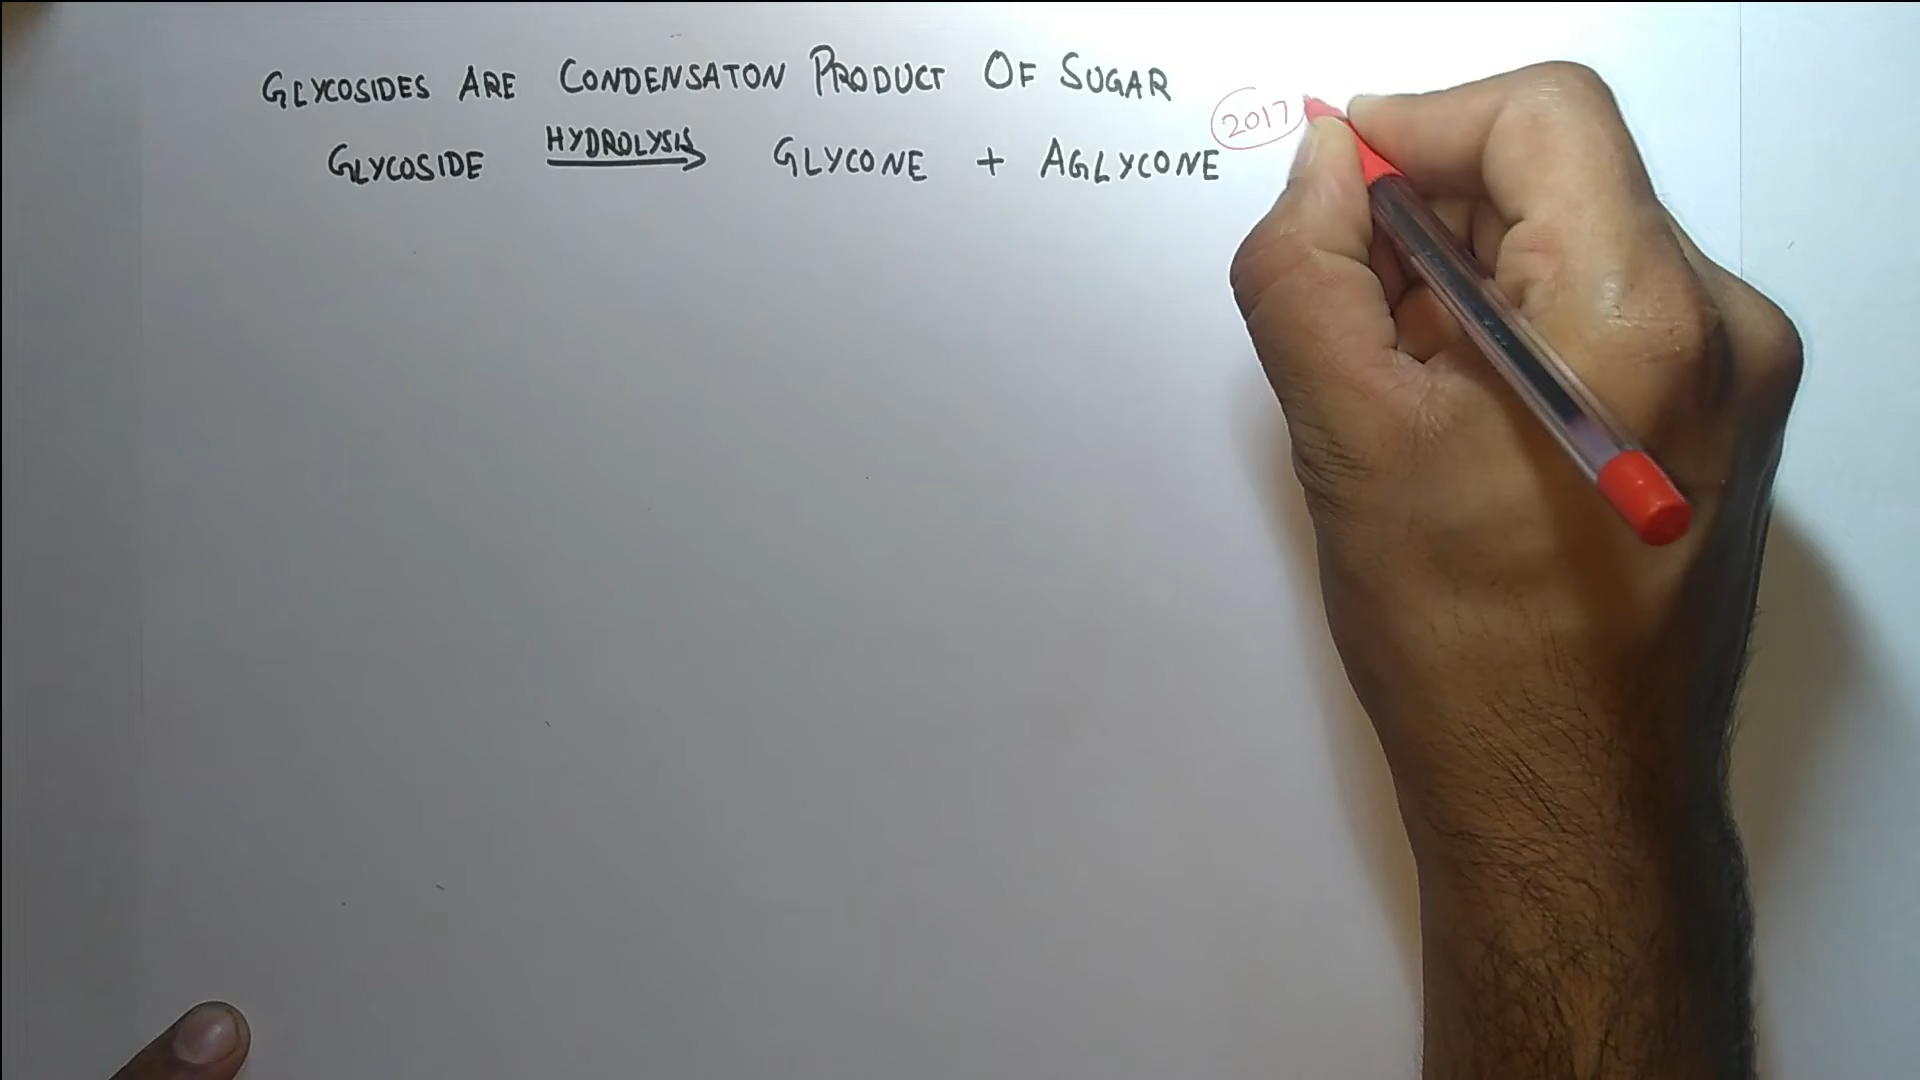 GLYCOSIDES ARE CONDENSATON PRODUCT OF SUGAR
2017
GLYCOSIDE HYDROLYSIS GLYCONE + AGLYCONE